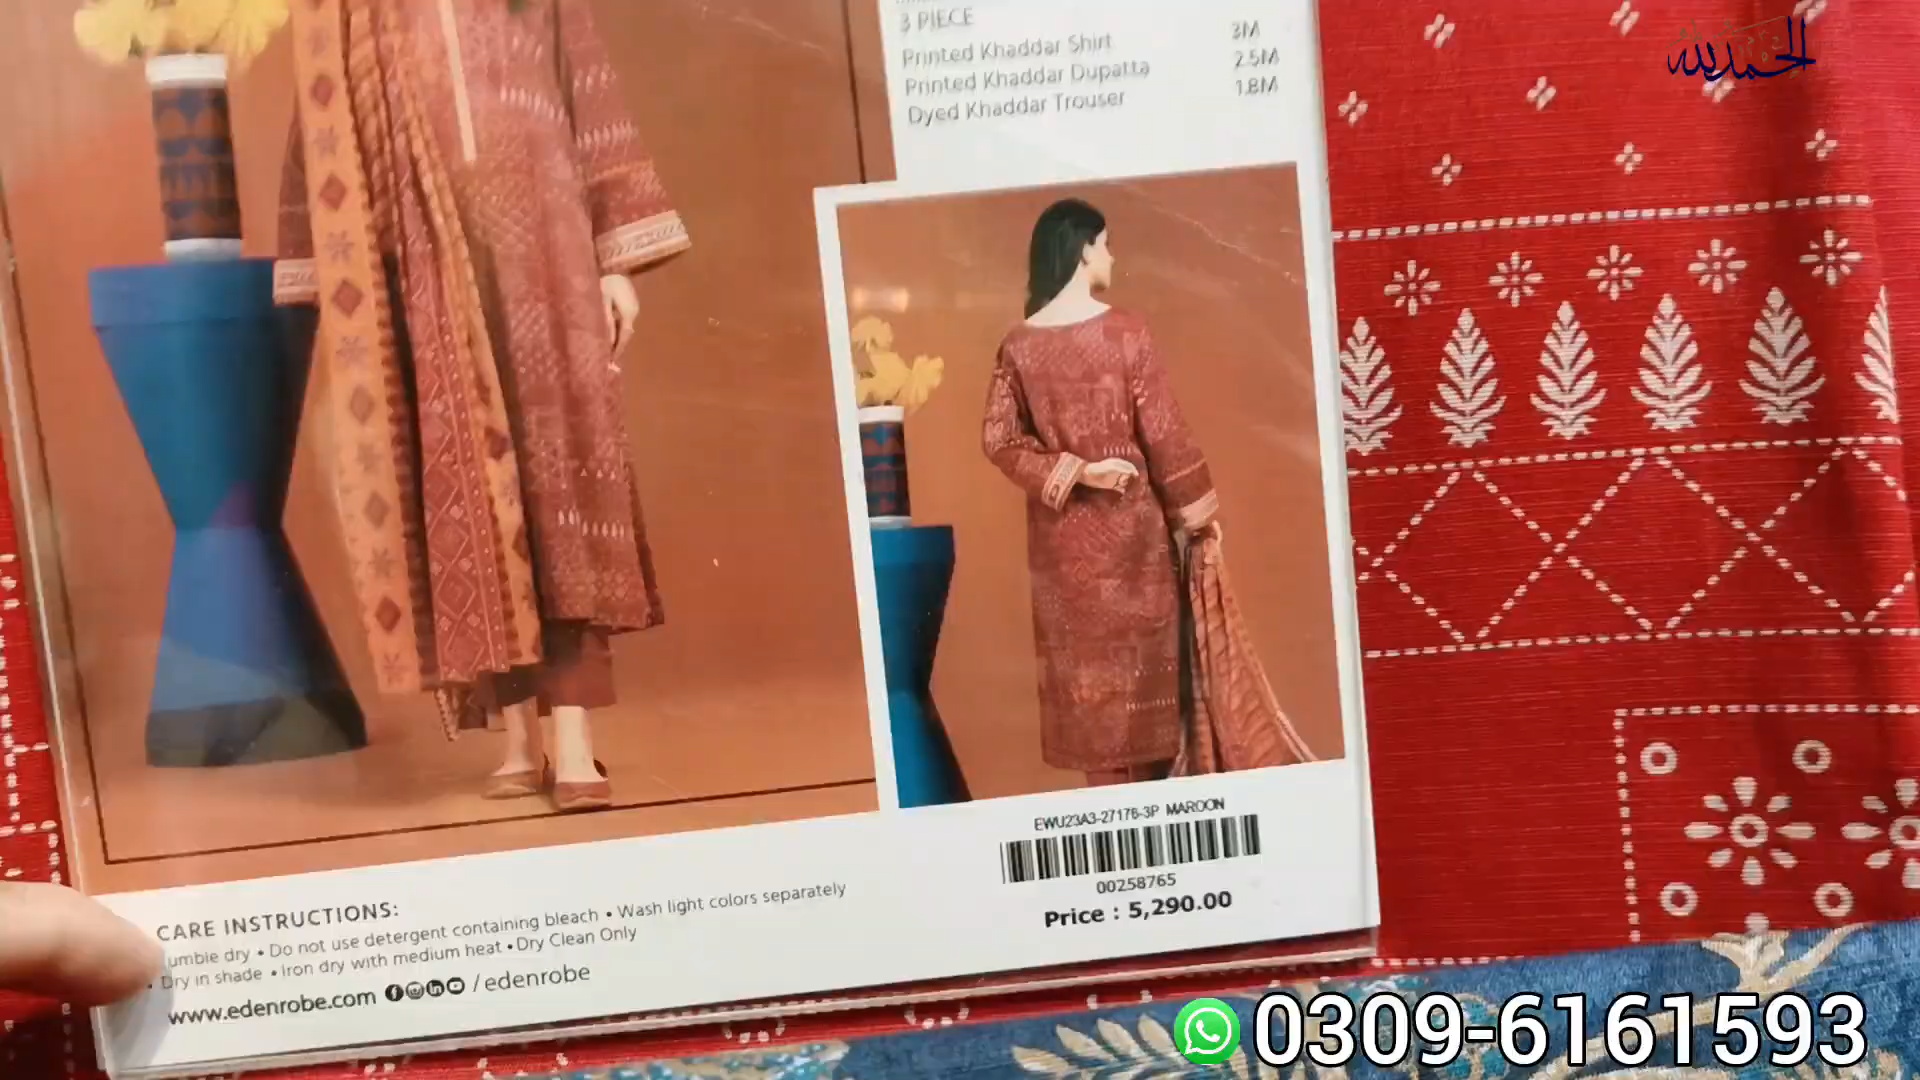 الحمدلله
3 PIECE
Printed Khaddar Shirt 3M
Printed Khaddar Dupatta 2.5M
Dyed Khaddar Trouser 1.8M
EWU23A3-27176-3P MAROON
00258765
Price : 5,290.00
CARE INSTRUCTIONS:
umble dry • Do not use detergent containing bleach • Wash light colors separately
• Dry in shade • Iron dry with medium heat • Dry Clean Only
www.edenrobe.com /edenrobe
0309-6161593